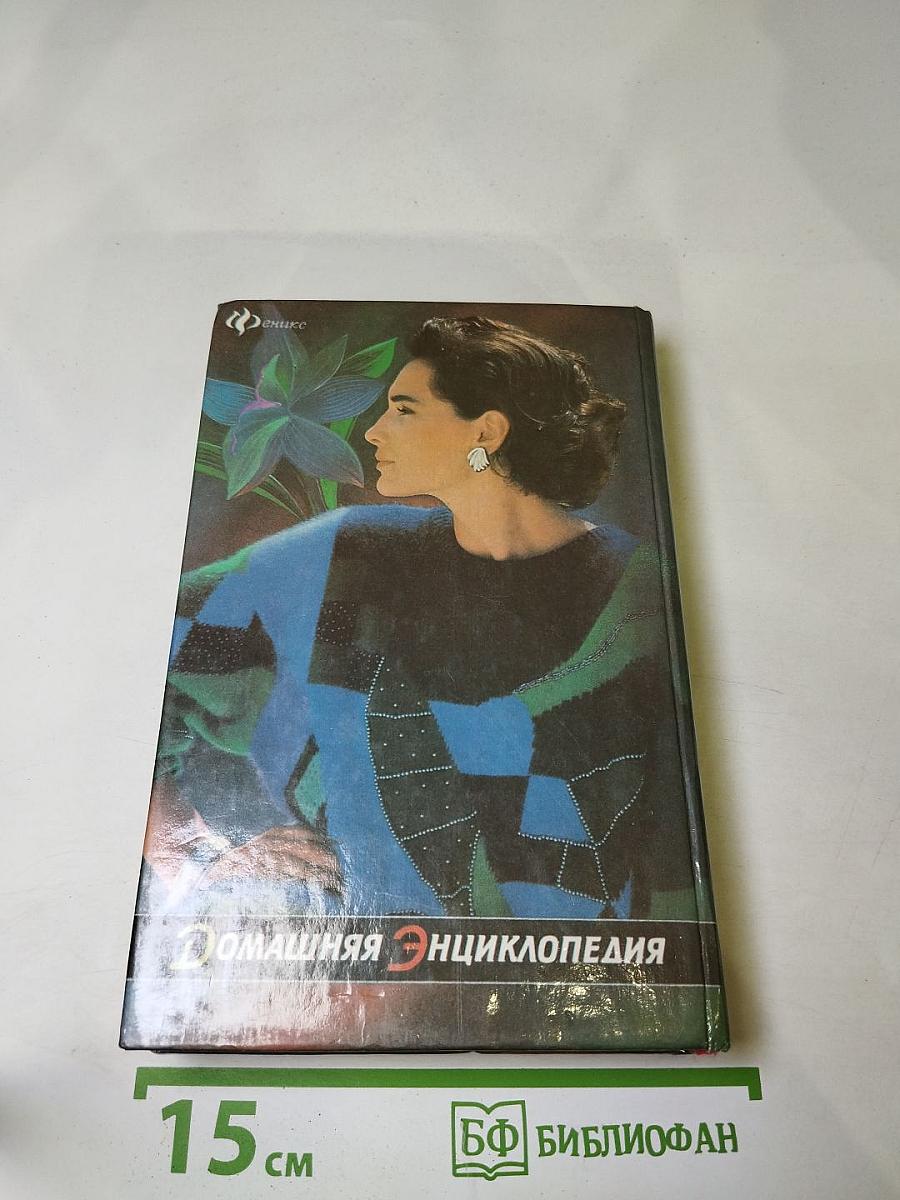 Феникс
Домашняя Энциклопедия
15 см
БФ БИБЛИОФАН